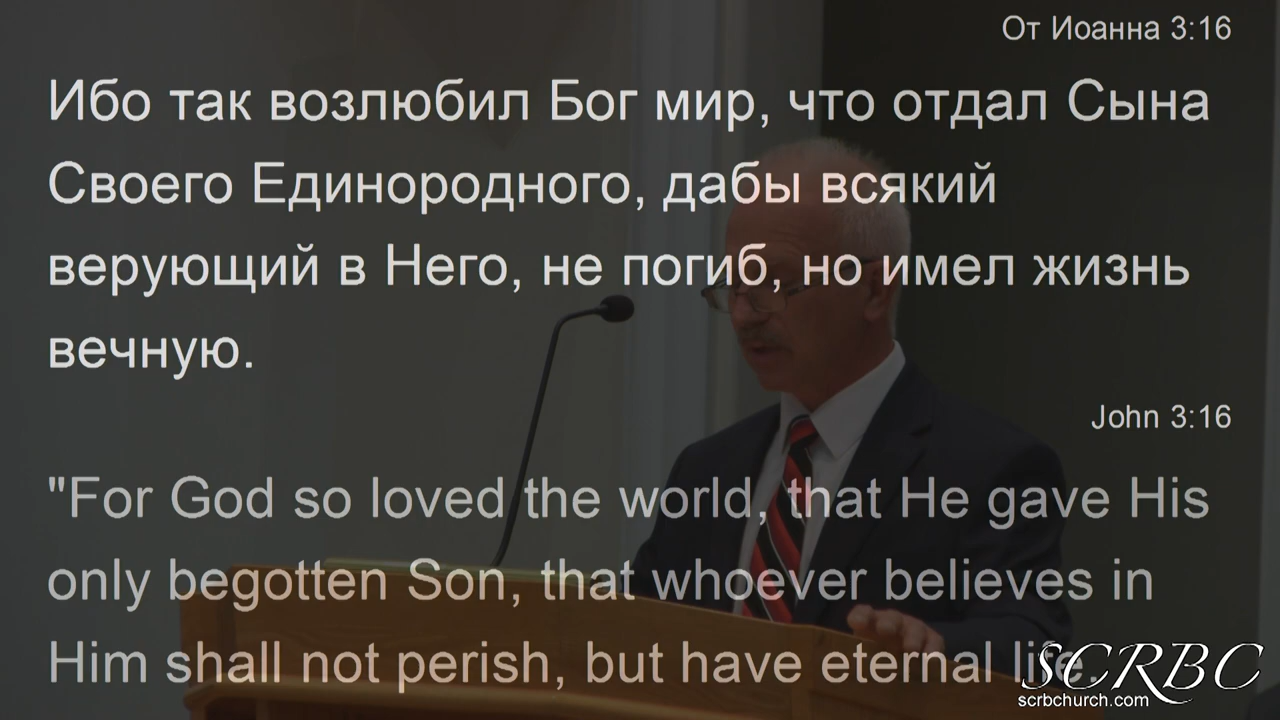 От Иоанна 3:16
Ибо так возлюбил Бог мир, что отдал Сына
Своего Единородного, дабы всякий
верующий в Него, не погиб, но имел жизнь
вечную.
John 3:16
"For God so loved the world, that He gave His
only begotten Son, that whoever believes in
Him shall not perish, but have eternal life.
SCRBC
scrbchurch.com